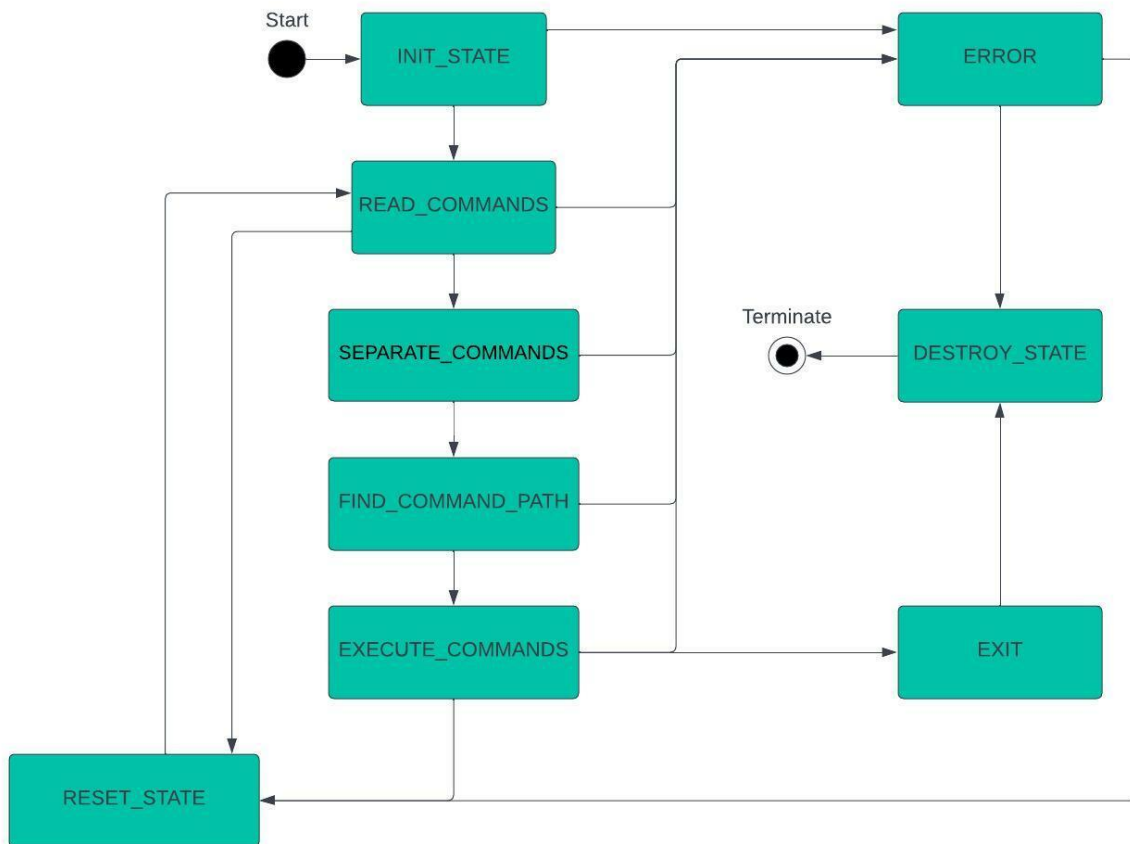 Start
INIT_STATE
ERROR
READ_COMMANDS
SEPARATE_COMMANDS
Terminate
DESTROY_STATE
FIND_COMMAND_PATH
EXECUTE_COMMANDS
EXIT
RESET_STATE